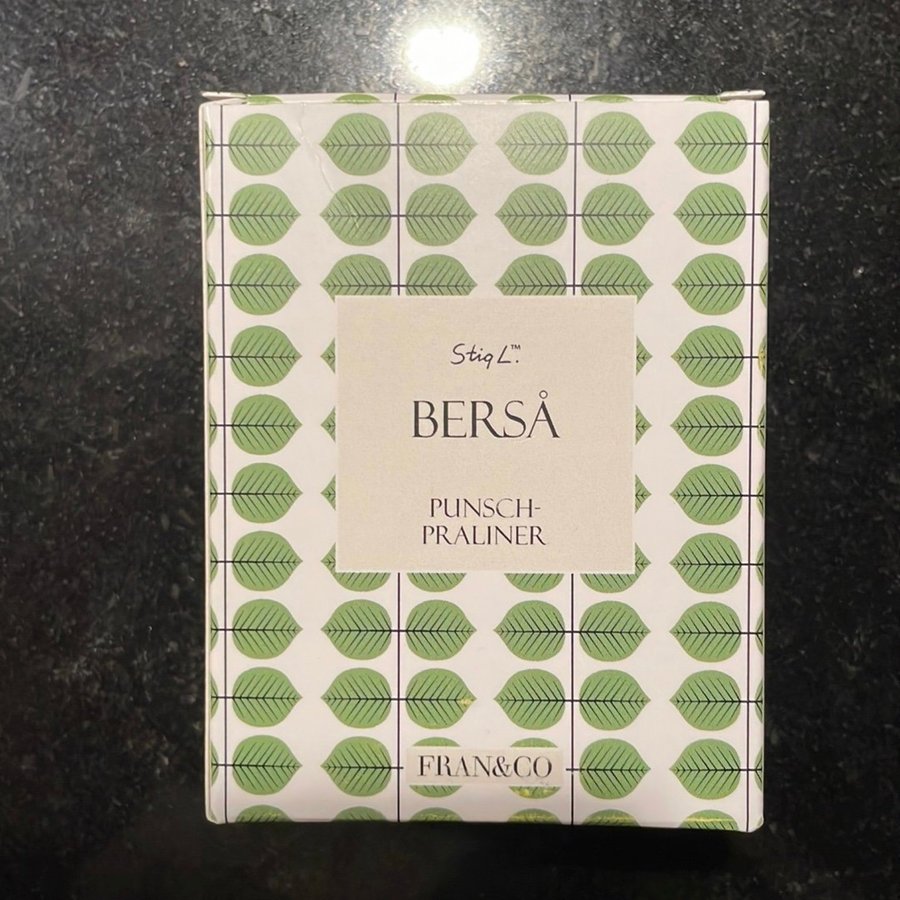 Stig L.™
BERSÅ
PUNSCH-
PRALINER
FRAN&CO